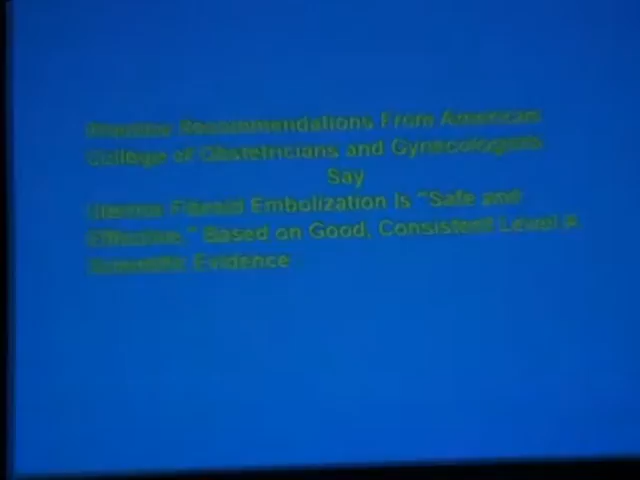 Practice Recommendations From American
College of Obstetricians and Gynecologists
Say
Uterine Fibroid Embolization Is "Safe and
Effective," Based on Good, Consistent Level A
Scientific Evidence